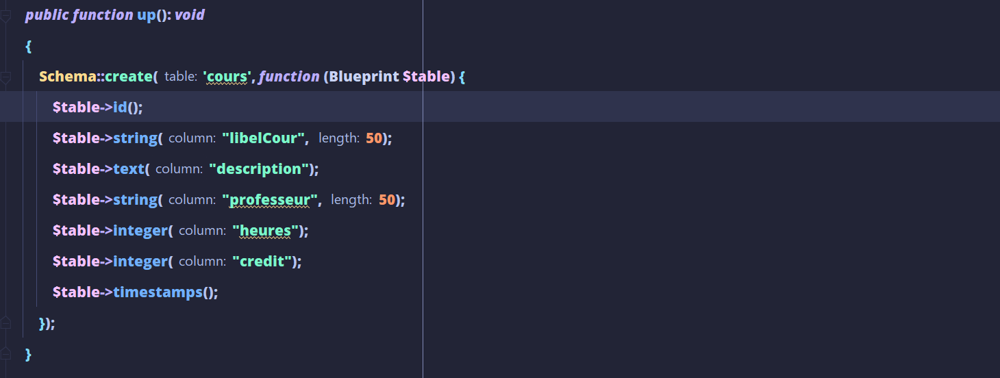 public function up(): void
{
Schema::create( table: 'cours', function (Blueprint $table) {
$table->id();
$table->string( column: "libelCour", length: 50);
$table->text( column: "description");
$table->string( column: "professeur", length: 50);
$table->integer( column: "heures");
$table->integer( column: "credit");
$table->timestamps();
});
}